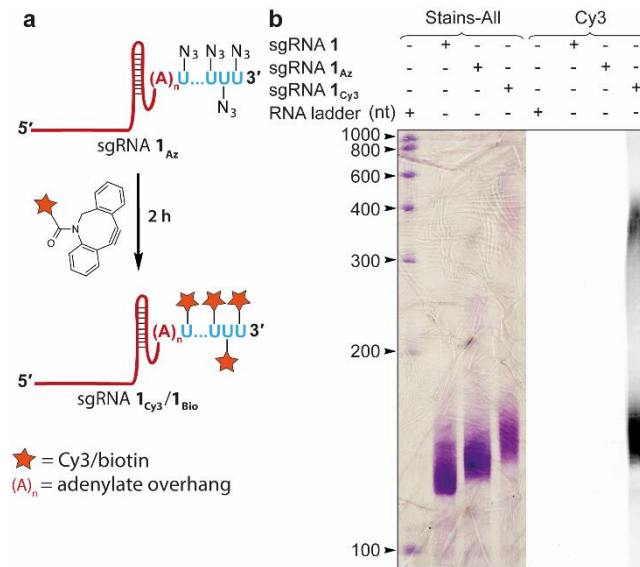 a
N3 N3 N3
(A)n U...UUU 3′
N3
5′
sgRNA 1Az
O
N
2 h
(A)n U...UUU 3′
5′
sgRNA 1Cy3/1Bio
= Cy3/biotin
(A)n = adenylate overhang
b
Stains-All Cy3
sgRNA 1 - + - - - + - -
sgRNA 1Az - - + - - - + -
sgRNA 1Cy3 - - - + - - - +
RNA ladder (nt) + - - - + - - -
1000
800
600
400
300
200
100